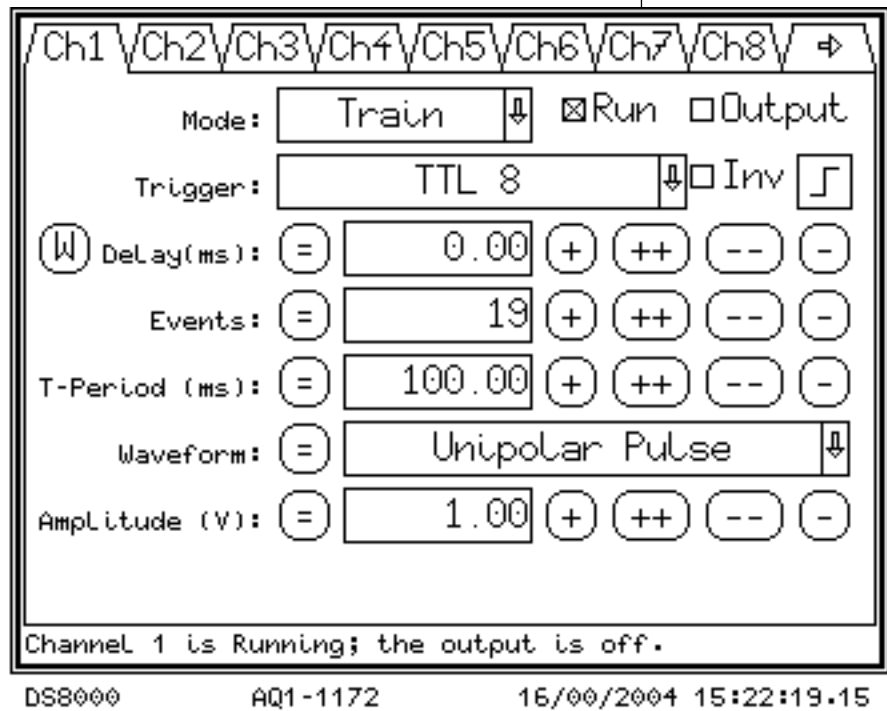 Ch1 Ch2 Ch3 Ch4 Ch5 Ch6 Ch7 Ch8
Mode: Train Run Output
Trigger: TTL 8 Inv
W Delay(ms): = 0.00 + ++ -- -
Events: = 19 + ++ -- -
T-Period (ms): = 100.00 + ++ -- -
Waveform: = Unipolar Pulse
Amplitude (V): = 1.00 + ++ -- -
Channel 1 is Running; the output is off.
DS8000 AQ1-1172 16/00/2004 15:22:19.15